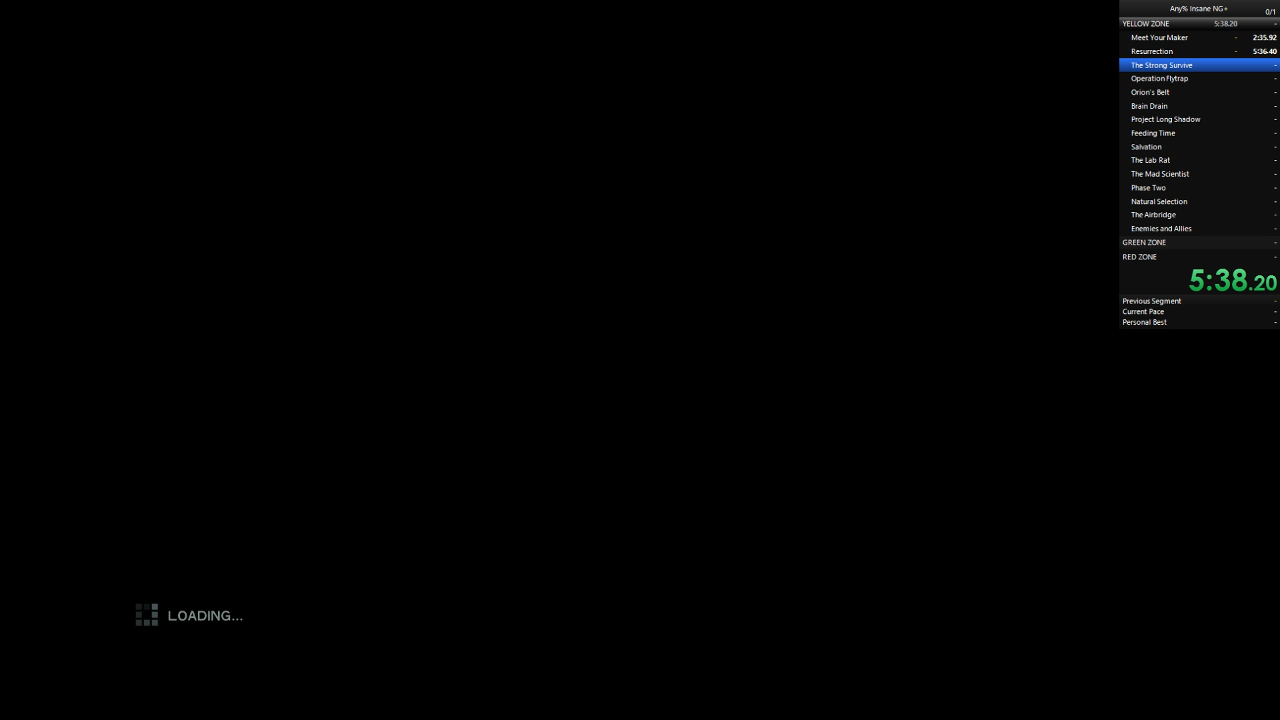 Any% Insane NG+ 0/1
YELLOW ZONE 5:38.20 -
Meet Your Maker - 2:35.92
Resurrection - 5:36.40
The Strong Survive -
Operation Flytrap -
Orion's Belt -
Brain Drain -
Project Long Shadow -
Feeding Time -
Salvation -
The Lab Rat -
The Mad Scientist -
Phase Two -
Natural Selection -
The Airbridge -
Enemies and Allies -
GREEN ZONE -
RED ZONE -
5:38.20
Previous Segment -
Current Pace -
Personal Best -
LOADING...